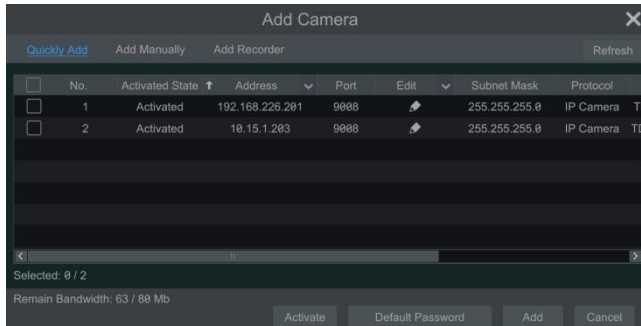 Add Camera
Quickly Add Add Manually Add Recorder Refresh
No. Activated State Address Port Edit Subnet Mask Protocol
1 Activated 192.168.226.201 9008 255.255.255.0 IP Camera T
2 Activated 10.15.1.203 9008 255.255.255.0 IP Camera TD
Selected: 0 / 2
Remain Bandwidth: 63 / 80 Mb
Activate Default Password Add Cancel